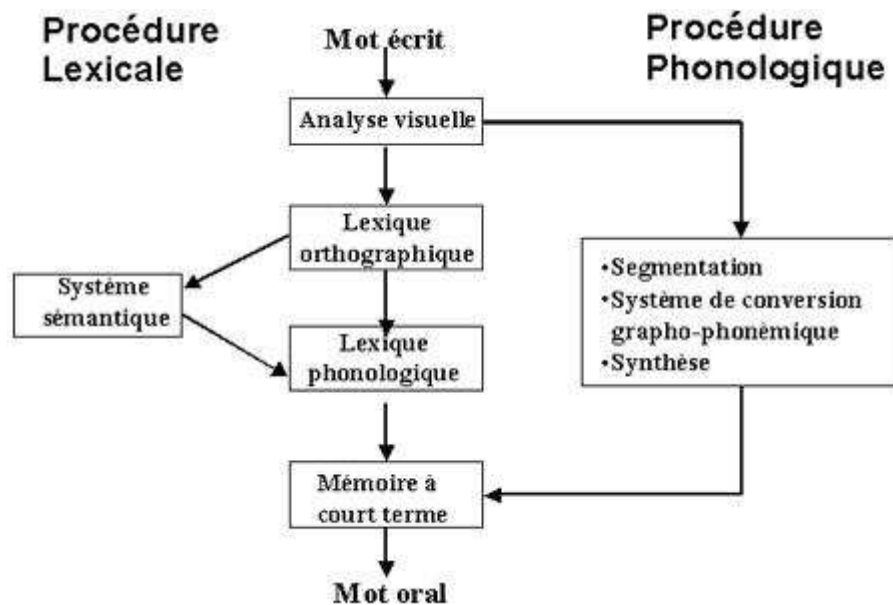 Procédure
Lexicale
Mot écrit
Procédure
Phonologique
Analyse visuelle
Lexique
orthographique
Système
sémantique
Lexique
phonologique
•Segmentation
•Système de conversion
grapho-phonèmique
•Synthèse
Mémoire à
court terme
Mot oral